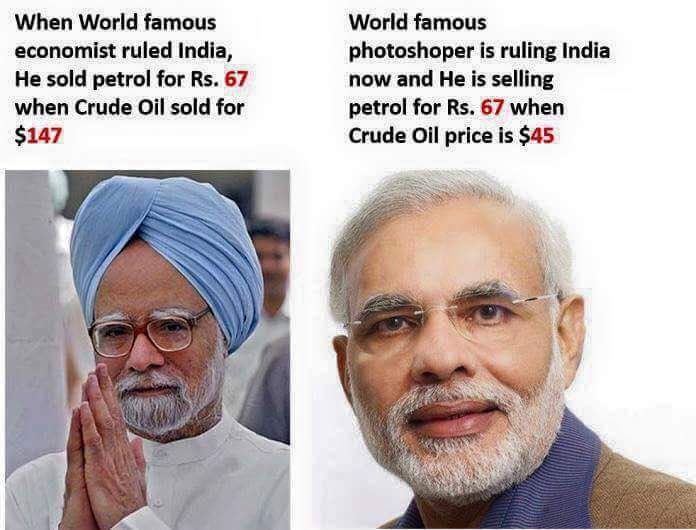 When World famous
economist ruled India,
He sold petrol for Rs. 67
when Crude Oil sold for
$147
World famous
photoshoper is ruling India
now and He is selling
petrol for Rs. 67 when
Crude Oil price is $45